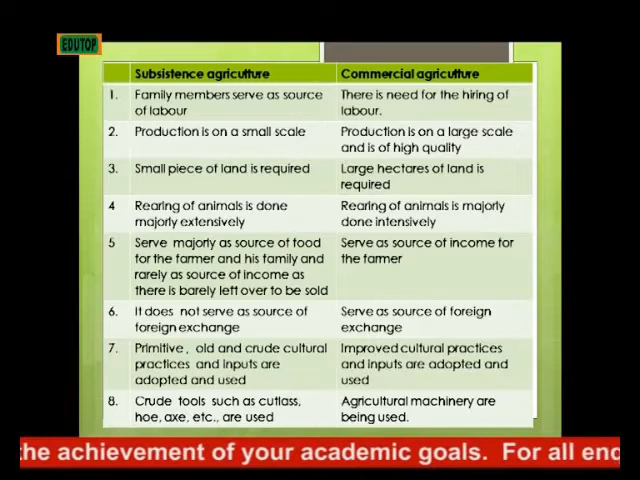 EDUTOP
Subsistence agriculture Commercial agriculture
1. Family members serve as source There is need for the hiring of
of labour labour.
2. Production is on a small scale Production is on a large scale
and is of high quality
3. Small piece of land is required Large hectares of land is
required
4 Rearing of animals is done Rearing of animals is majorly
majorly extensively done intensively
5 Serve majorly as source of food Serve as source of income for
for the farmer and his family and the farmer
rarely as source of income as
there is barely left over to be sold
6. It does not serve as source of Serve as source of foreign
foreign exchange exchange
7. Primitive , old and crude cultural Improved cultural practices
practices and inputs are and inputs are adopted and
adopted and used used
8. Crude tools such as cutlass, Agricultural machinery are
hoe, axe, etc., are used being used.
the achievement of your academic goals. For all